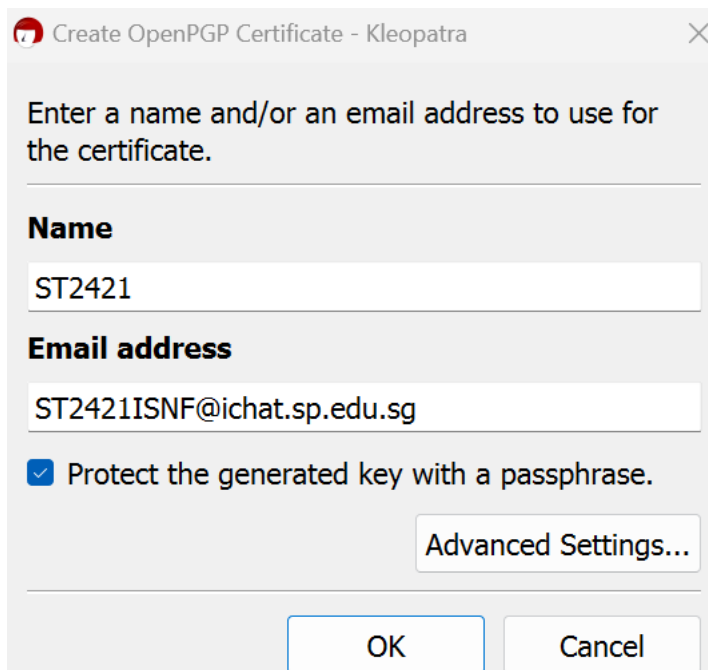 Create OpenPGP Certificate - Kleopatra
Enter a name and/or an email address to use for
the certificate.
Name
ST2421
Email address
ST2421ISNF@ichat.sp.edu.sg
Protect the generated key with a passphrase.
Advanced Settings...
OK Cancel